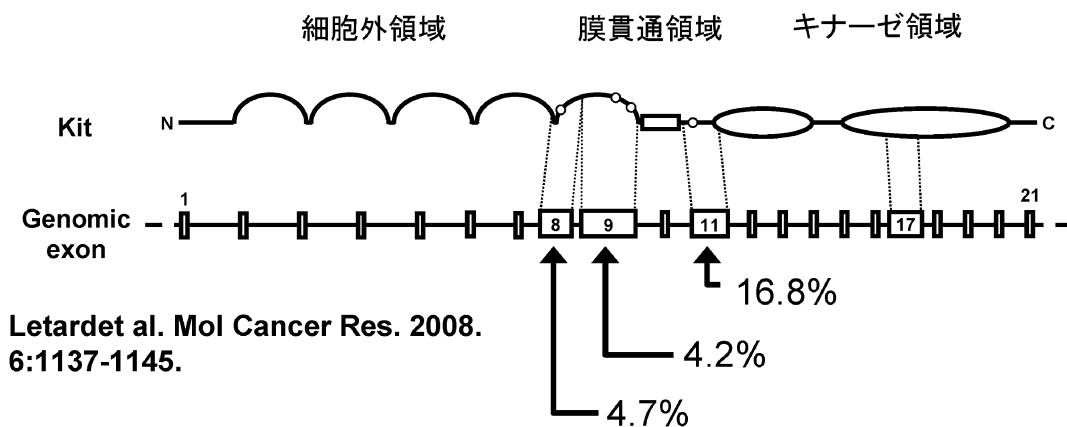 細胞外領域 膜貫通領域 キナーゼ領域
Kit N C
1 21
Genomic exon 8 9 11 17
16.8%
Letardet al. Mol Cancer Res. 2008.
6:1137-1145.
4.2%
4.7%